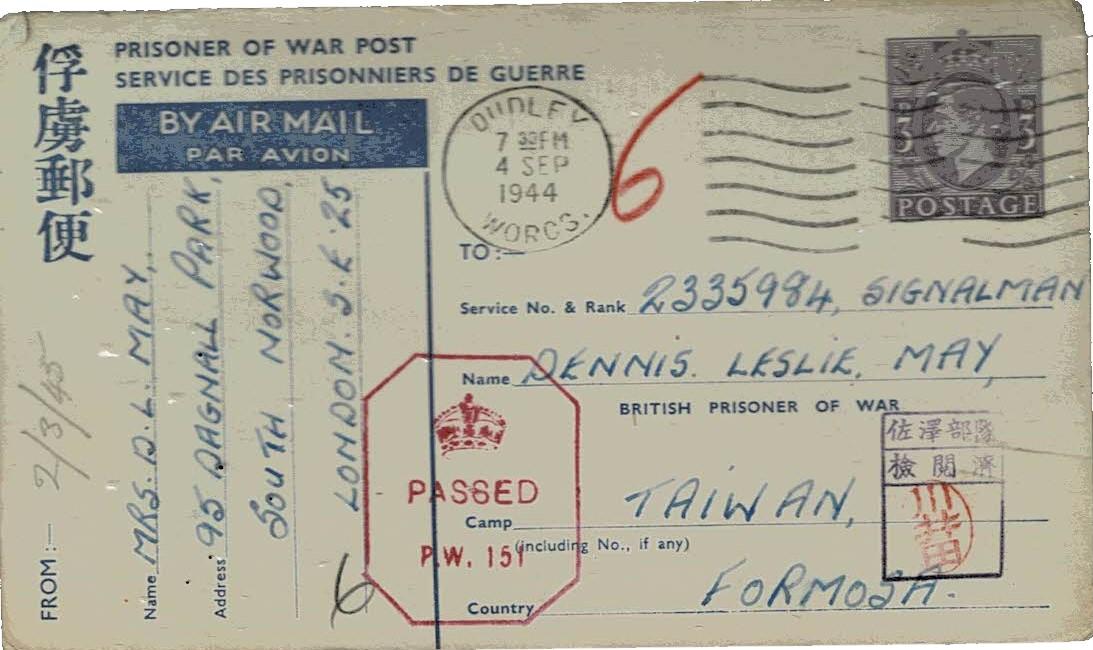 俘虜郵便
PRISONER OF WAR POST
SERVICE DES PRISONNIERS DE GUERRE
BY AIR MAIL
PAR AVION
DUDLEY
7 30PM
4 SEP
1944
WORCS.
6
3 3
POSTAGE
TO:—
Service No. & Rank 2335984, SIGNALMAN
Name DENNIS. LESLIE. MAY,
BRITISH PRISONER OF WAR
Camp TAIWAN,
(including No., if any)
Country FORMOSA.
PASSED
P.W. 151
佐澤部隊
檢閲濟
FROM:—
Name MRS. D. L. MAY,
Address 95 DAGNALL PARK,
SOUTH NORWOOD,
LONDON. S.E. 25
2/3/45
6